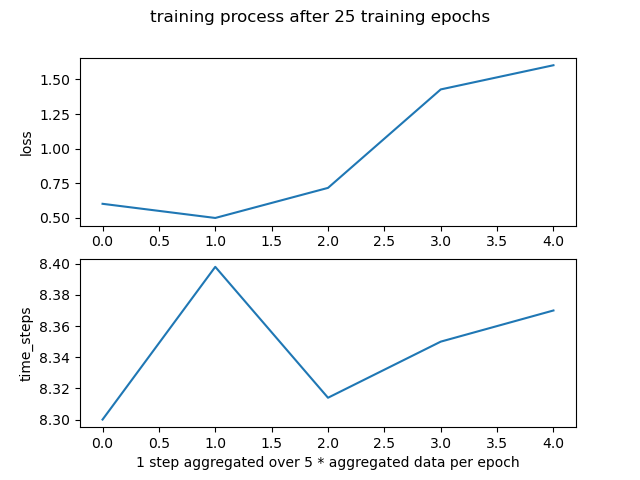 training process after 25 training epochs
1.50
1.25
1.00
0.75
0.50
loss
0.0 0.5 1.0 1.5 2.0 2.5 3.0 3.5 4.0
8.40
8.38
8.36
8.34
8.32
8.30
time_steps
0.0 0.5 1.0 1.5 2.0 2.5 3.0 3.5 4.0
1 step aggregated over 5 * aggregated data per epoch